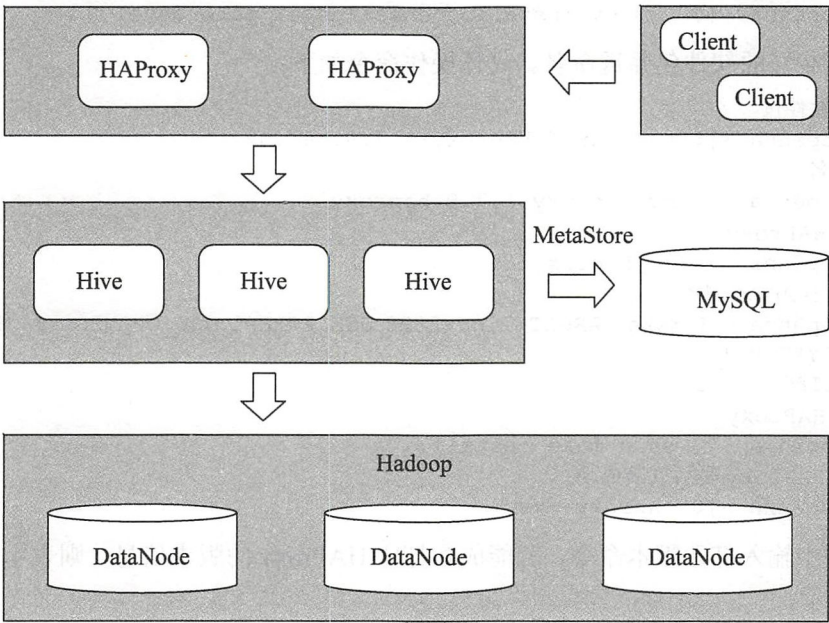 HAProxy
HAProxy
Client
Client
Hive
Hive
Hive
MetaStore
MySQL
Hadoop
DataNode
DataNode
DataNode